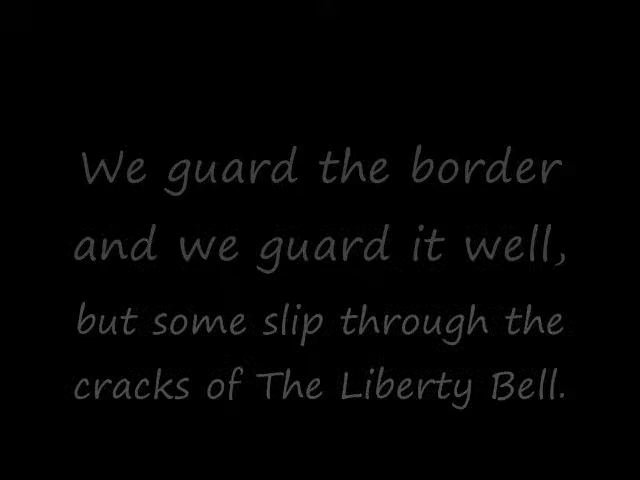 We guard the border
and we guard it well,
but some slip through the
cracks of The Liberty Bell.